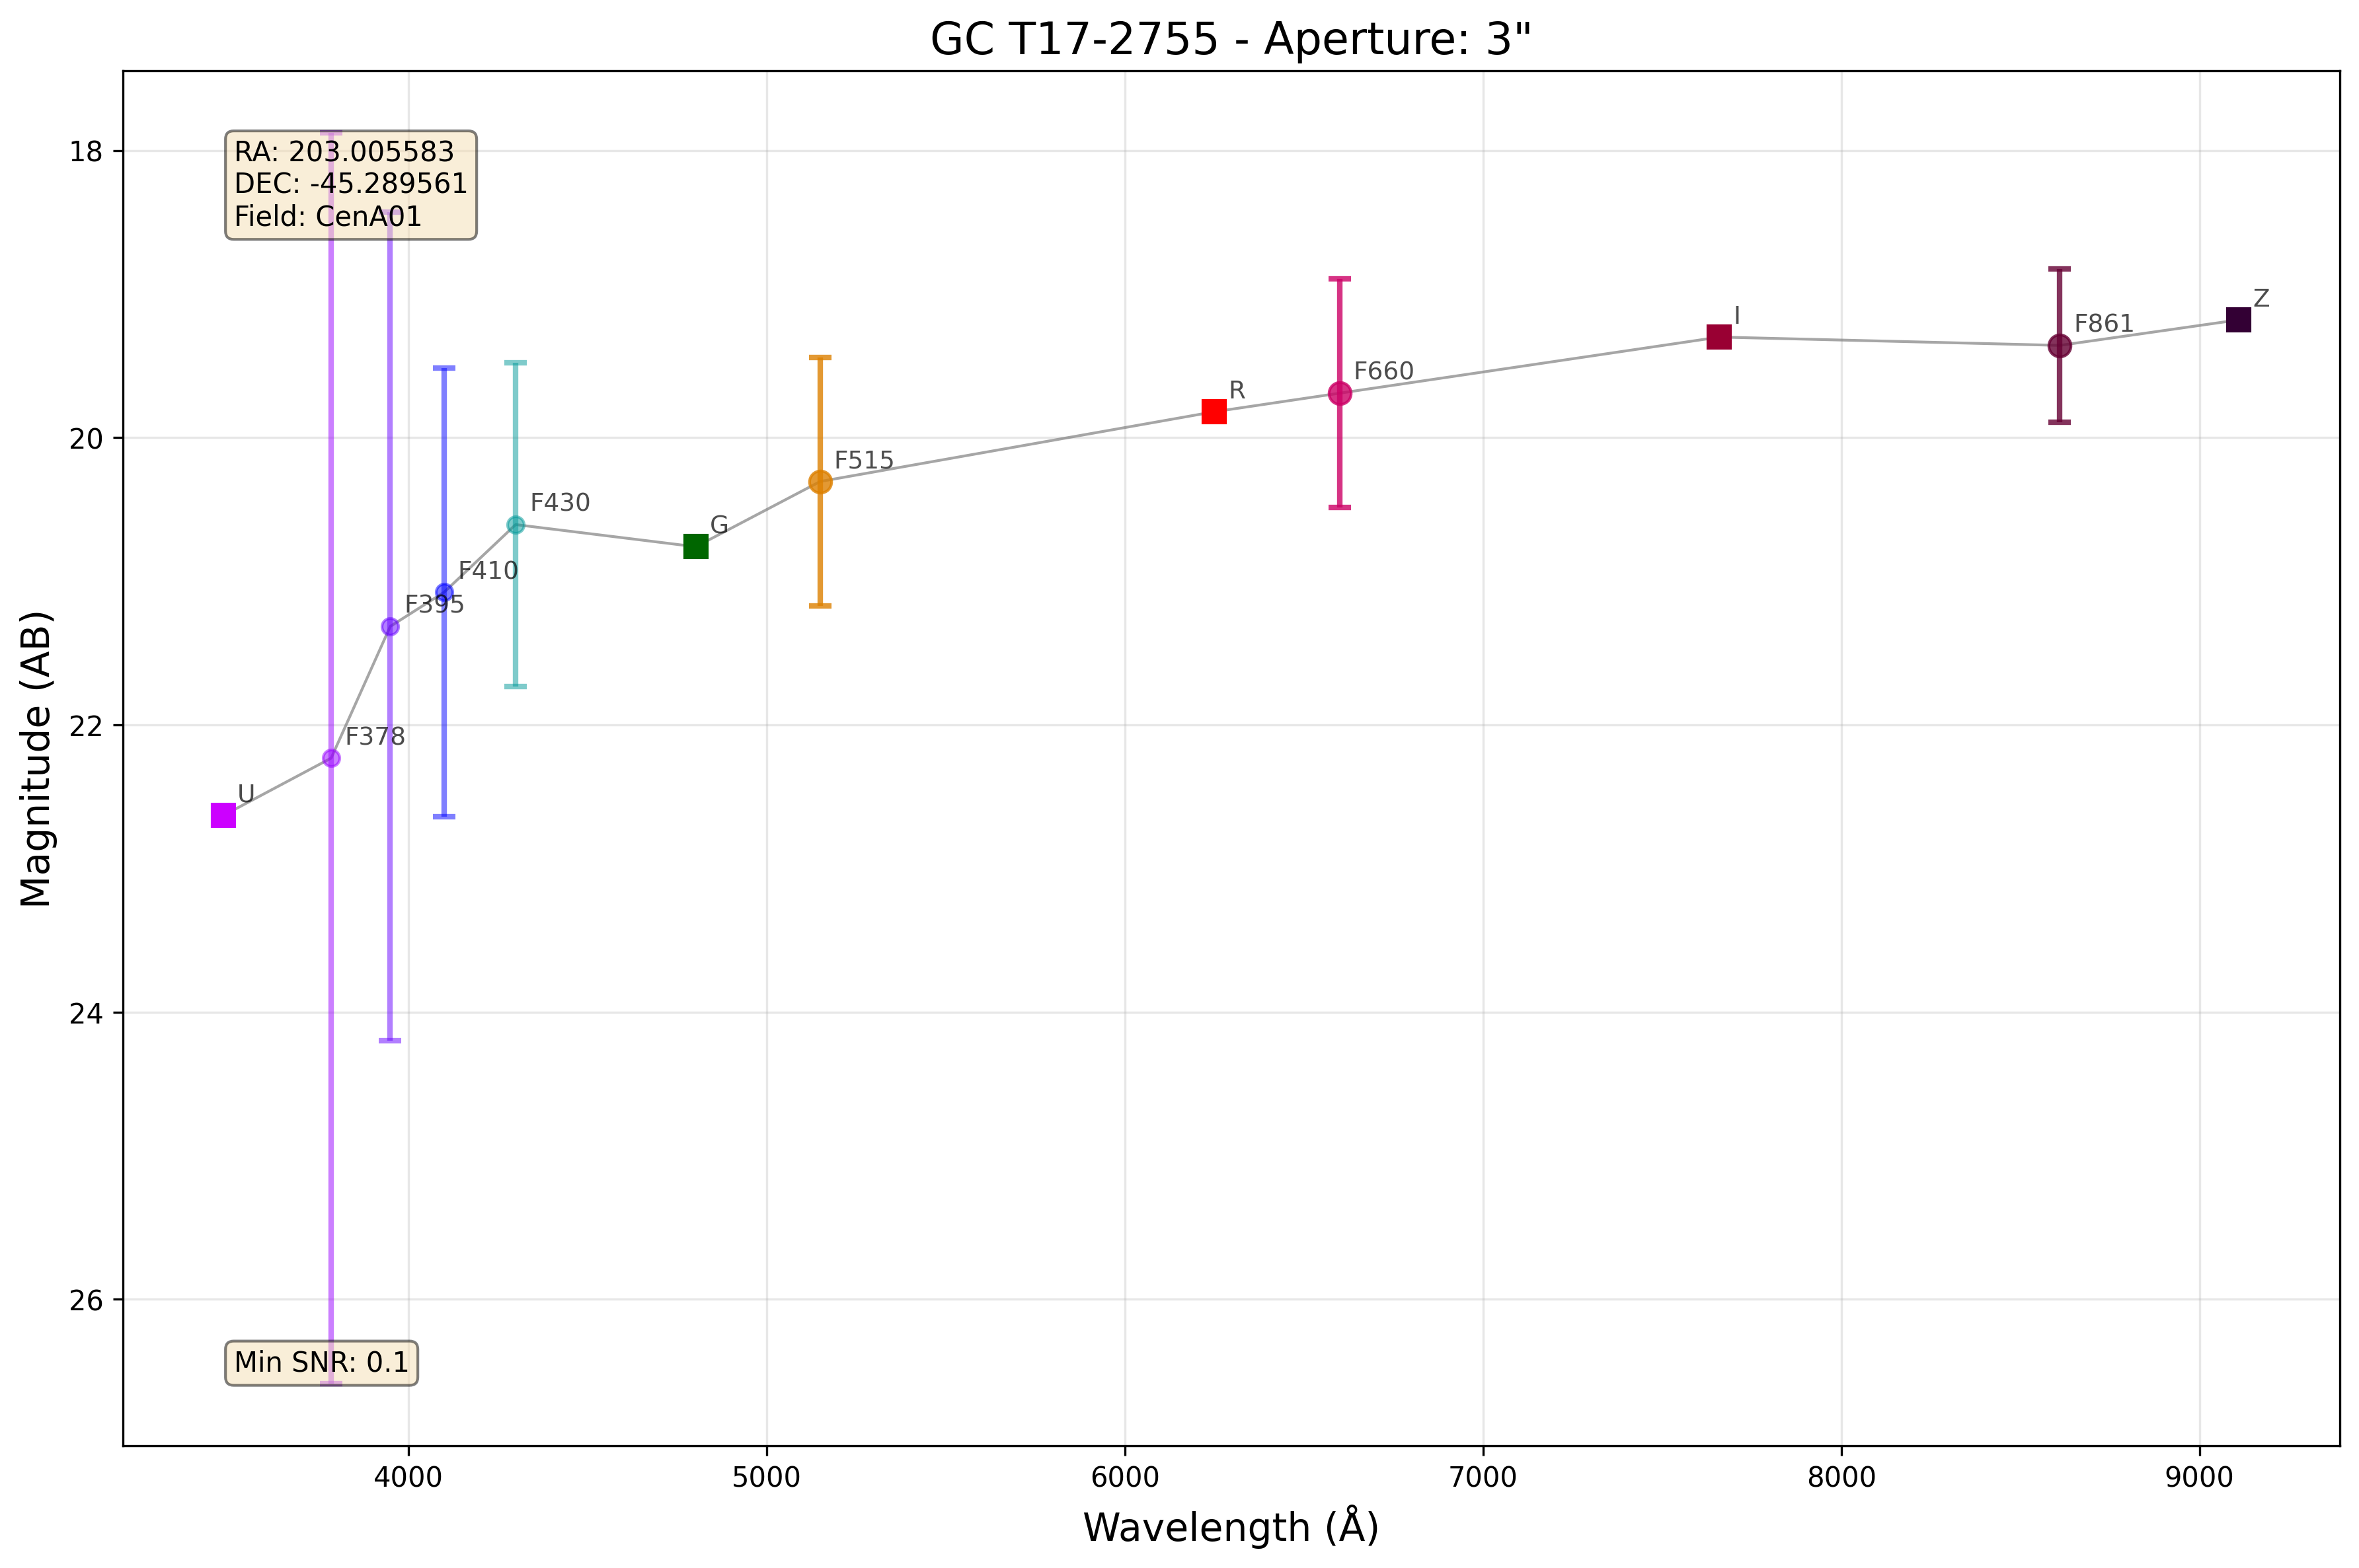 GC T17-2755 - Aperture: 3"
RA: 203.005583
DEC: -45.289561
Field: CenA01
18
20
22
24
26
Magnitude (AB)
U
F378
F395
F410
F430
G
F515
R
F660
I
F861
Z
Min SNR: 0.1
4000
5000
6000
7000
8000
9000
Wavelength (Å)